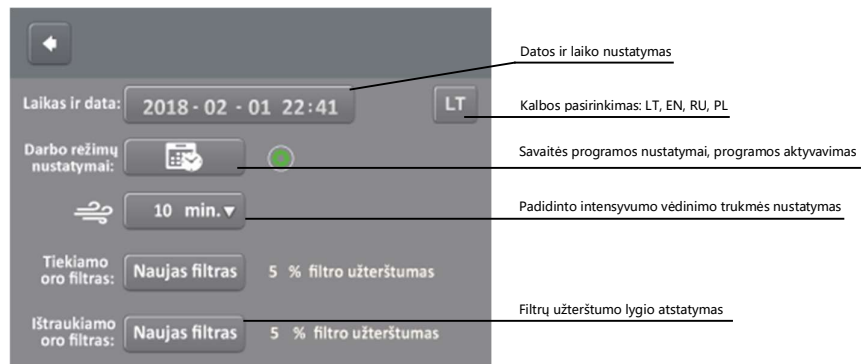 Datos ir laiko nustatymas
Laikas ir data: 2018 - 02 - 01 22:41 LT
Kalbos pasirinkimas: LT, EN, RU, PL
Darbo režimų
nustatymai:
Savaitės programos nustatymai, programos aktyvavimas
10 min.▼
Padidinto intensyvumo vėdinimo trukmės nustatymas
Tiekiamo
oro filtras: Naujas filtras 5 % filtro užterštumas
Filtrų užterštumo lygio atstatymas
Ištraukiamo
oro filtras: Naujas filtras 5 % filtro užterštumas